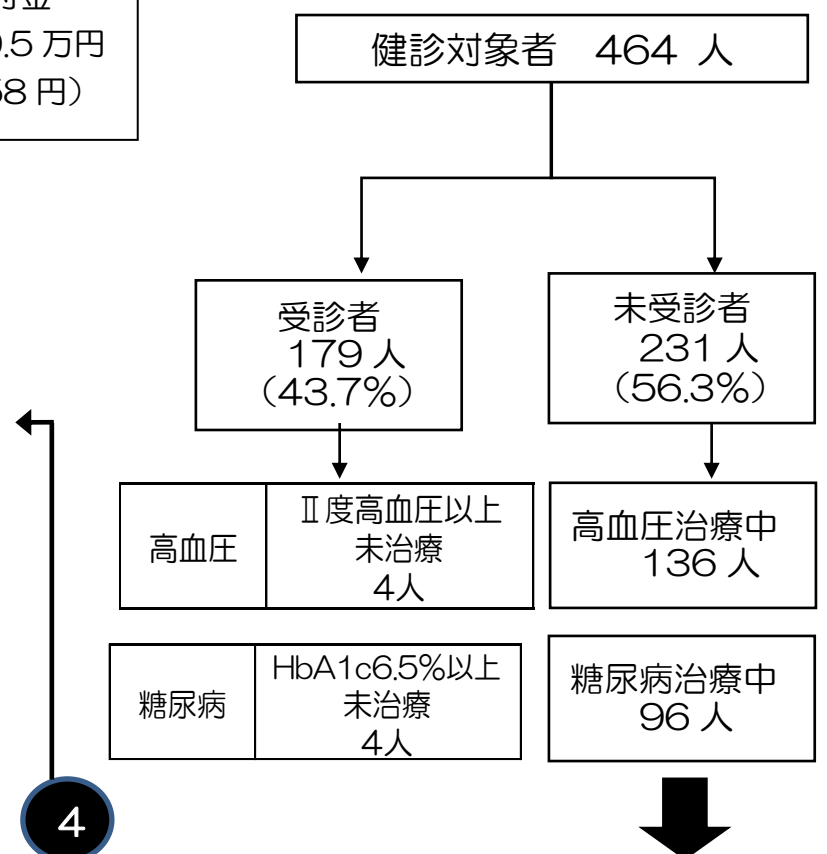 .5 万円
8 円）
健診対象者 464 人
受診者
179 人
（43.7%）
未受診者
231 人
（56.3%）
高血圧
Ⅱ度高血圧以上
未治療
4人
高血圧治療中
136 人
糖尿病
HbA1c6.5%以上
未治療
4人
糖尿病治療中
96 人
4